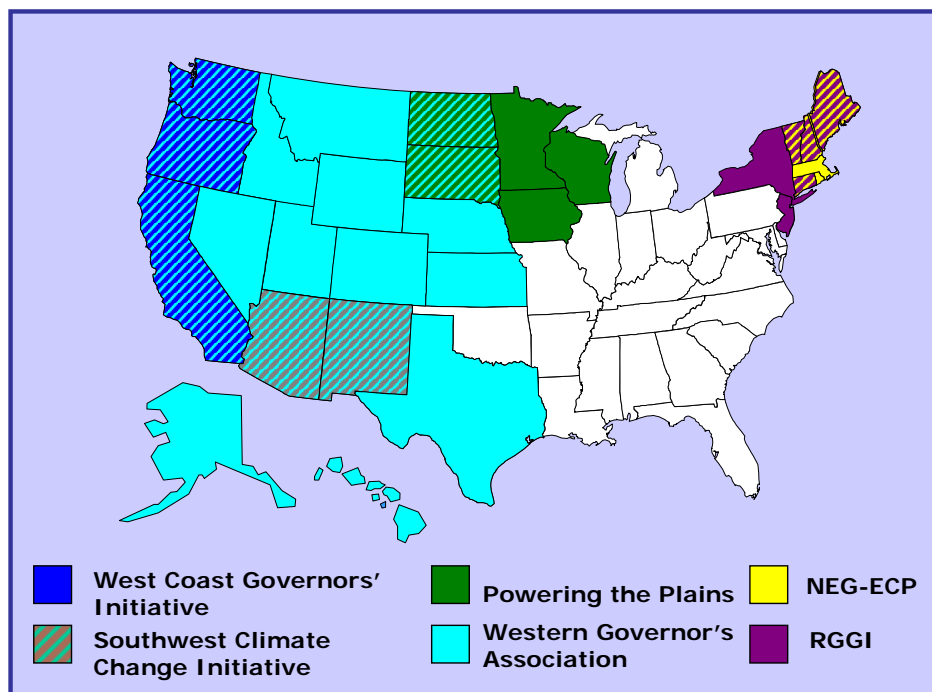 West Coast Governors'
Initiative
Southwest Climate
Change Initiative
Powering the Plains
Western Governor's
Association
NEG-ECP
RGGI